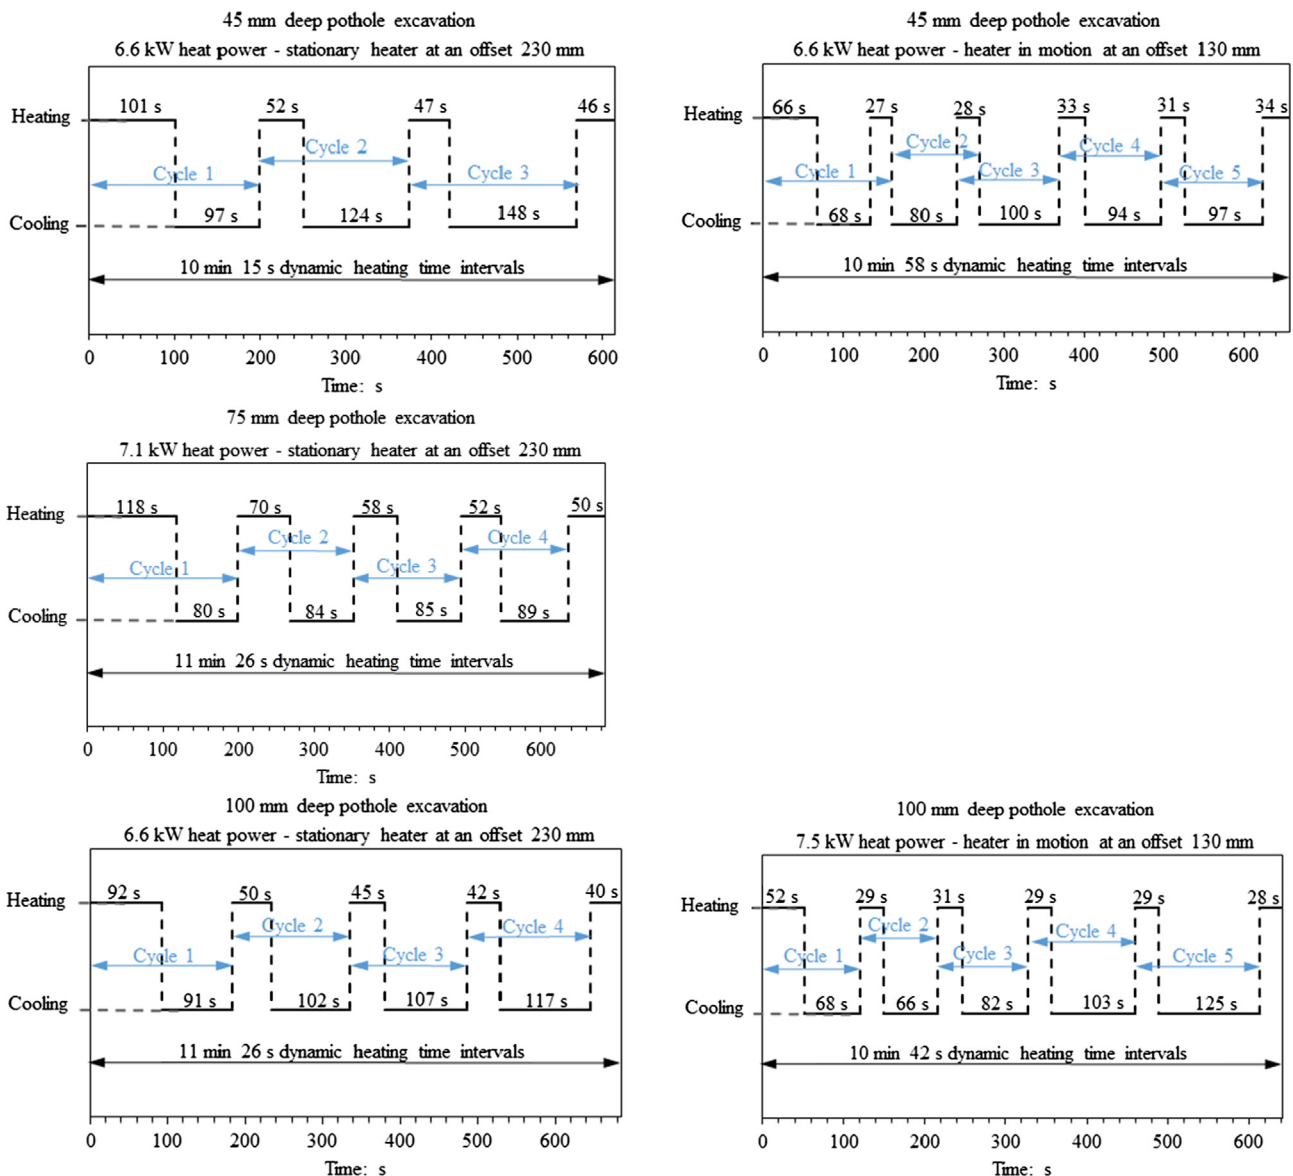 45 mm deep pothole excavation
6.6 kW heat power - stationary heater at an offset 230 mm
Heating
101 s
52 s
47 s
46 s
Cycle 1
Cycle 2
Cycle 3
Cooling
97 s
124 s
148 s
10 min 15 s dynamic heating time intervals
0 100 200 300 400 500 600
Time: s
45 mm deep pothole excavation
6.6 kW heat power - heater in motion at an offset 130 mm
Heating
66 s
27 s
28 s
33 s
31 s
34 s
Cycle 1
Cycle 2
Cycle 3
Cycle 4
Cycle 5
Cooling
68 s
80 s
100 s
94 s
97 s
10 min 58 s dynamic heating time intervals
0 100 200 300 400 500 600
Time: s
75 mm deep pothole excavation
7.1 kW heat power - stationary heater at an offset 230 mm
Heating
118 s
70 s
58 s
52 s
50 s
Cycle 1
Cycle 2
Cycle 3
Cycle 4
Cooling
80 s
84 s
85 s
89 s
11 min 26 s dynamic heating time intervals
0 100 200 300 400 500 600
Time: s
100 mm deep pothole excavation
6.6 kW heat power - stationary heater at an offset 230 mm
Heating
92 s
50 s
45 s
42 s
40 s
Cycle 1
Cycle 2
Cycle 3
Cycle 4
Cooling
91 s
102 s
107 s
117 s
11 min 26 s dynamic heating time intervals
0 100 200 300 400 500 600
Time: s
100 mm deep pothole excavation
7.5 kW heat power - heater in motion at an offset 130 mm
Heating
52 s
29 s
31 s
29 s
29 s
28 s
Cycle 1
Cycle 2
Cycle 3
Cycle 4
Cycle 5
Cooling
68 s
66 s
82 s
103 s
125 s
10 min 42 s dynamic heating time intervals
0 100 200 300 400 500 600
Time: s